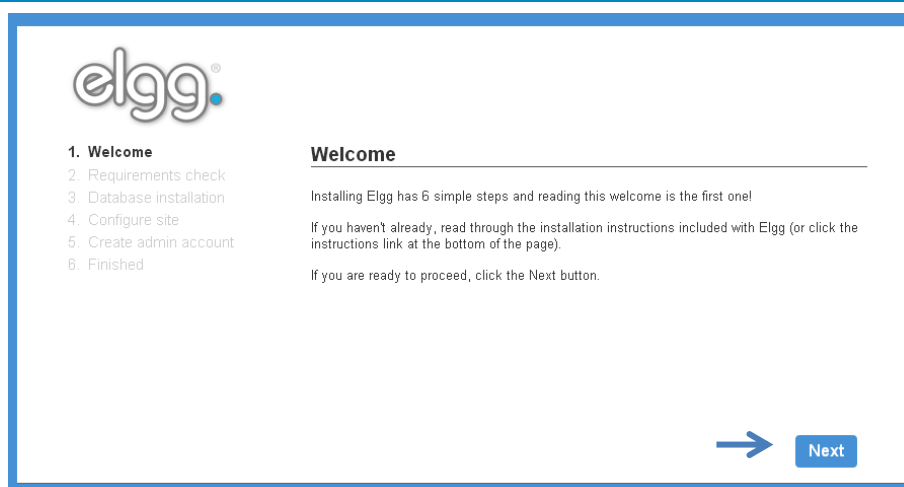 elgg.®
1. Welcome
2. Requirements check
3. Database installation
4. Configure site
5. Create admin account
6. Finished
Welcome
Installing Elgg has 6 simple steps and reading this welcome is the first one!
If you haven't already, read through the installation instructions included with Elgg (or click the
instructions link at the bottom of the page).
If you are ready to proceed, click the Next button.
Next